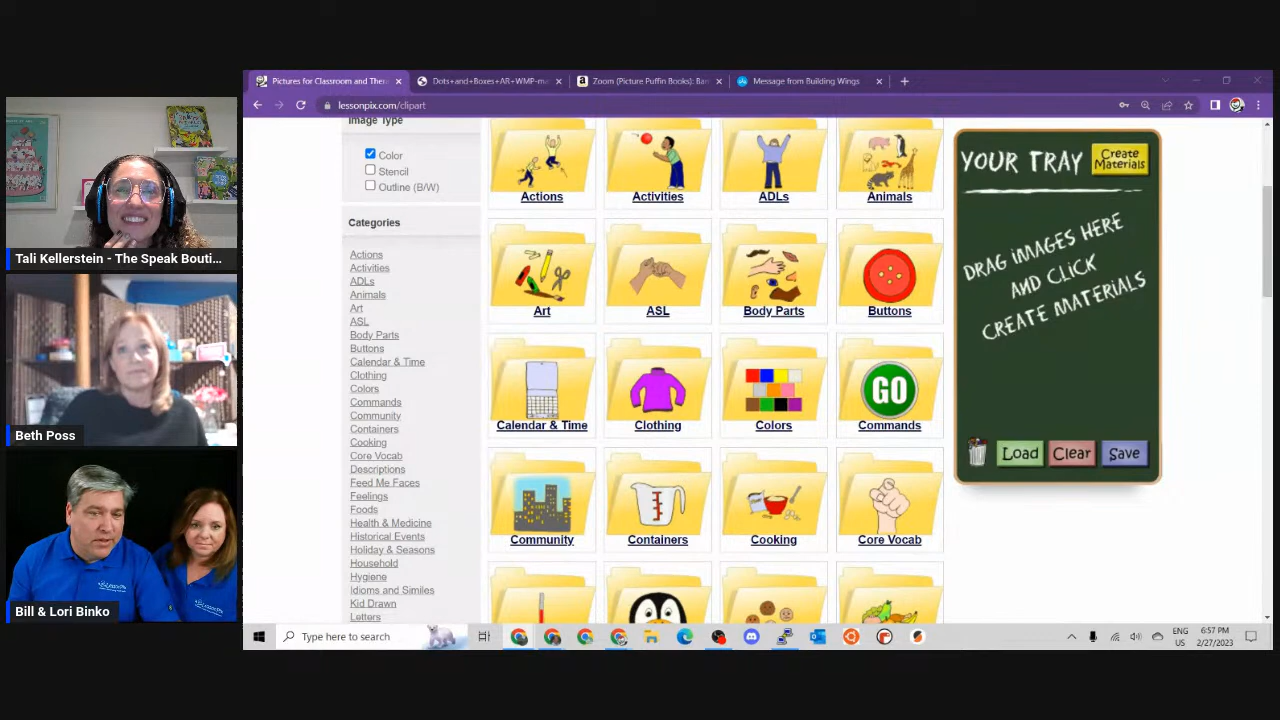 Tali Kellerstein - The Speak Bouti...
Beth Poss
Bill & Lori Binko
Pictures for Classroom and Ther
Dots+and+Boxes+AR+WMP-ma
Zoom (Picture Puffin Books): Ban
Message from Building Wings
lessonpix.com/clipart
Image Type
Color
Stencil
Outline (B/W)
Categories
Actions
Activities
ADLs
Animals
Art
ASL
Body Parts
Buttons
Calendar & Time
Clothing
Colors
Commands
Community
Containers
Cooking
Core Vocab
Descriptions
Feed Me Faces
Feelings
Foods
Health & Medicine
Historical Events
Holiday & Seasons
Household
Hygiene
Idioms and Similes
Kid Drawn
Letters
Actions
Activities
ADLs
Animals
Art
ASL
Body Parts
Buttons
Calendar & Time
Clothing
Colors
GO
Commands
Community
Containers
Cooking
Core Vocab
YOUR TRAY
Create
Materials
DRAG IMAGES HERE
AND CLICK
CREATE MATERIALS
Load
Clear
Save
Type here to search
ENG
US
6:57 PM
2/27/2023